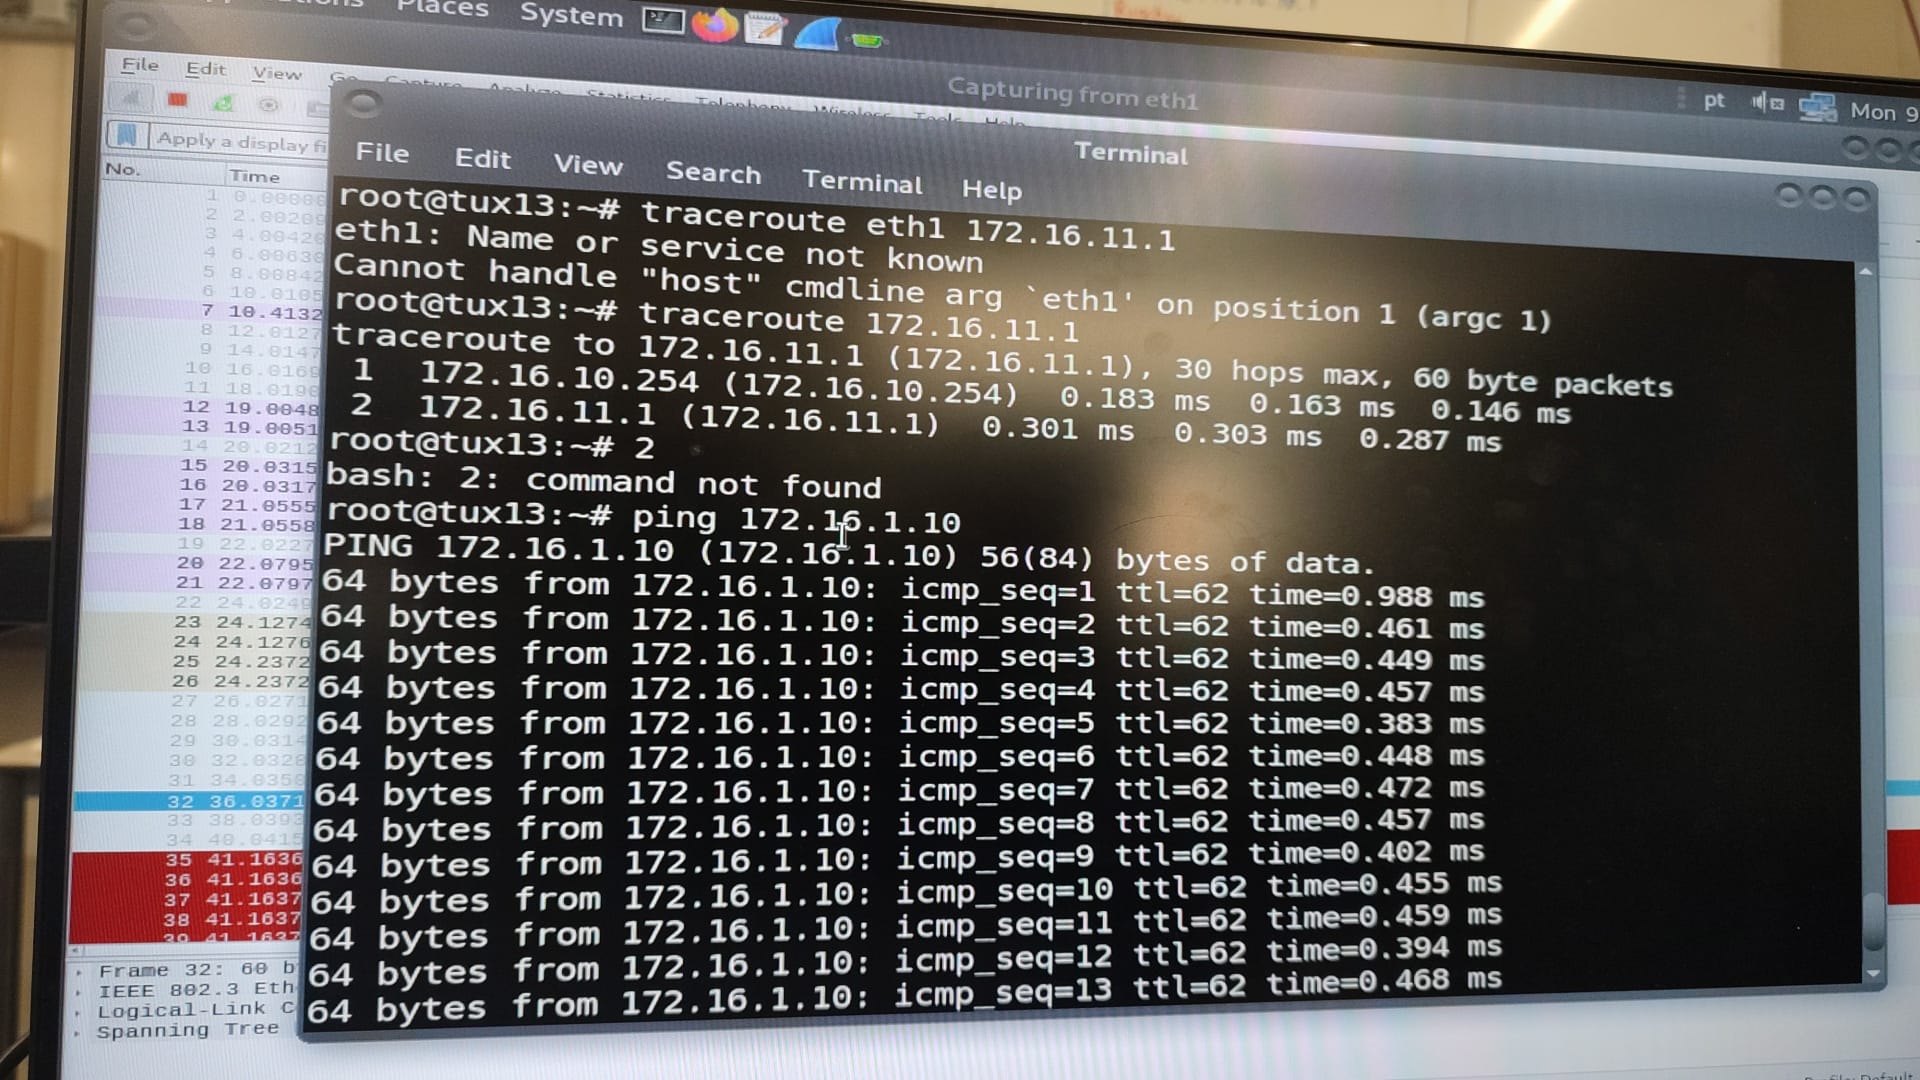 Places System
File Edit View Go Capture Analyze Statistics Telephony Wireless Tools Help
Capturing from eth1
pt
Mon 9
Apply a display fi
No. Time
Terminal
File Edit View Search Terminal Help
root@tux13:~# traceroute eth1 172.16.11.1
eth1: Name or service not known
Cannot handle "host" cmdline arg `eth1' on position 1 (argc 1)
root@tux13:~# traceroute 172.16.11.1
traceroute to 172.16.11.1 (172.16.11.1), 30 hops max, 60 byte packets
1 172.16.10.254 (172.16.10.254) 0.183 ms 0.163 ms 0.146 ms
2 172.16.11.1 (172.16.11.1) 0.301 ms 0.303 ms 0.287 ms
root@tux13:~# 2
bash: 2: command not found
root@tux13:~# ping 172.16.1.10
PING 172.16.1.10 (172.16.1.10) 56(84) bytes of data.
64 bytes from 172.16.1.10: icmp_seq=1 ttl=62 time=0.988 ms
64 bytes from 172.16.1.10: icmp_seq=2 ttl=62 time=0.461 ms
64 bytes from 172.16.1.10: icmp_seq=3 ttl=62 time=0.449 ms
64 bytes from 172.16.1.10: icmp_seq=4 ttl=62 time=0.457 ms
64 bytes from 172.16.1.10: icmp_seq=5 ttl=62 time=0.383 ms
64 bytes from 172.16.1.10: icmp_seq=6 ttl=62 time=0.448 ms
64 bytes from 172.16.1.10: icmp_seq=7 ttl=62 time=0.472 ms
64 bytes from 172.16.1.10: icmp_seq=8 ttl=62 time=0.457 ms
64 bytes from 172.16.1.10: icmp_seq=9 ttl=62 time=0.402 ms
64 bytes from 172.16.1.10: icmp_seq=10 ttl=62 time=0.455 ms
64 bytes from 172.16.1.10: icmp_seq=11 ttl=62 time=0.459 ms
64 bytes from 172.16.1.10: icmp_seq=12 ttl=62 time=0.394 ms
64 bytes from 172.16.1.10: icmp_seq=13 ttl=62 time=0.468 ms
1 0.00000
2 2.00209
3 4.00420
4 6.00630
5 8.00842
6 10.0105
7 10.4132
8 12.0127
9 14.0147
10 16.0169
11 18.0190
12 19.0048
13 19.0051
14 20.0212
15 20.0315
16 20.0317
17 21.0555
18 21.0558
19 22.0227
20 22.0795
21 22.0797
22 24.0249
23 24.1274
24 24.1276
25 24.2372
26 24.2372
27 26.0271
28 28.0292
29 30.0314
30 32.0328
31 34.0350
32 36.0371
33 38.0393
34 40.0415
35 41.1636
36 41.1636
37 41.1637
38 41.1637
39 41.1637
Frame 32: 60 b
IEEE 802.3 Eth
Logical-Link C
Spanning Tree